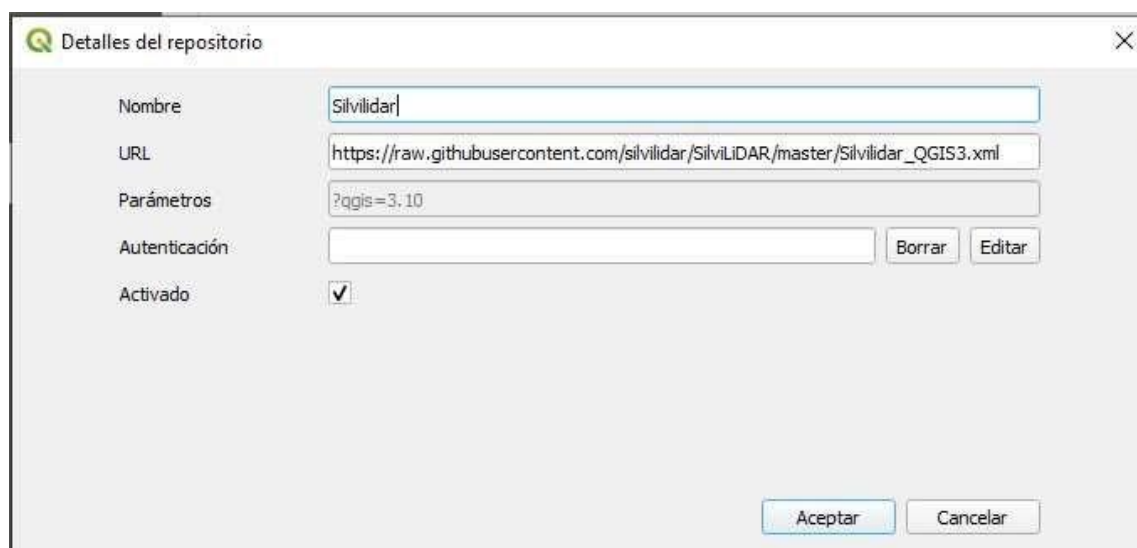 Detalles del repositorio
Nombre Silvilidar
URL https://raw.githubusercontent.com/silvilidar/SilviLiDAR/master/Silvilidar_QGIS3.xml
Parámetros ?qgis=3.10
Autenticación Borrar Editar
Activado
Aceptar Cancelar